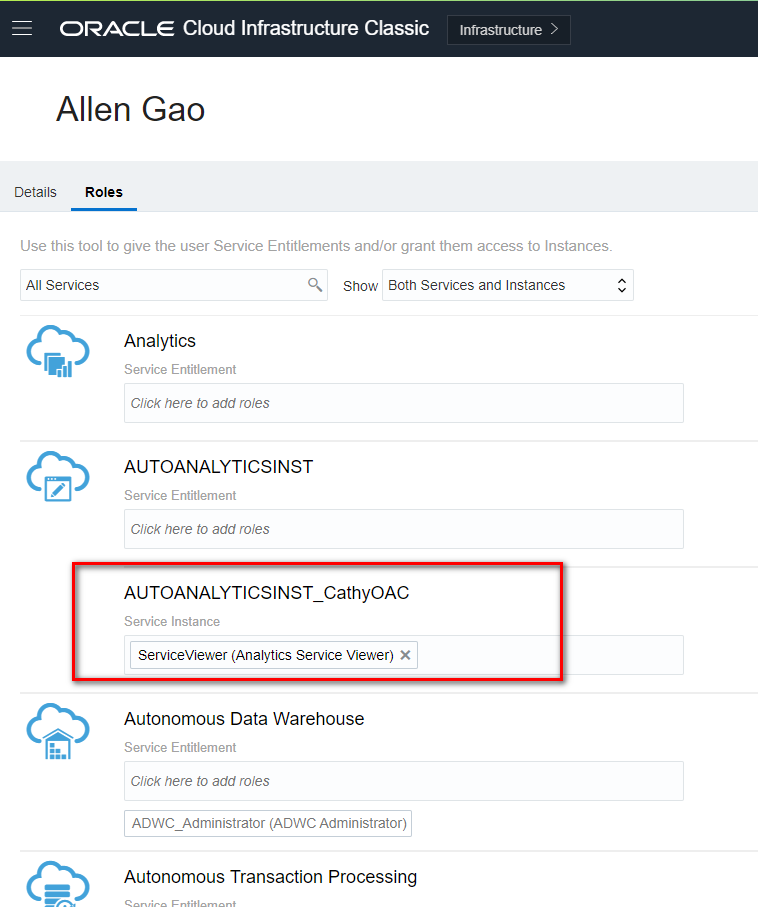 ORACLE Cloud Infrastructure Classic Infrastructure
Allen Gao
Details Roles
Use this tool to give the user Service Entitlements and/or grant them access to Instances.
All Services Show Both Services and Instances
Analytics
Service Entitlement
Click here to add roles
AUTOANALYTICSINST
Service Entitlement
Click here to add roles
AUTOANALYTICSINST_CathyOAC
Service Instance
ServiceViewer (Analytics Service Viewer)
Autonomous Data Warehouse
Service Entitlement
Click here to add roles
ADWC_Administrator (ADWC Administrator)
Autonomous Transaction Processing
Service Entitlement